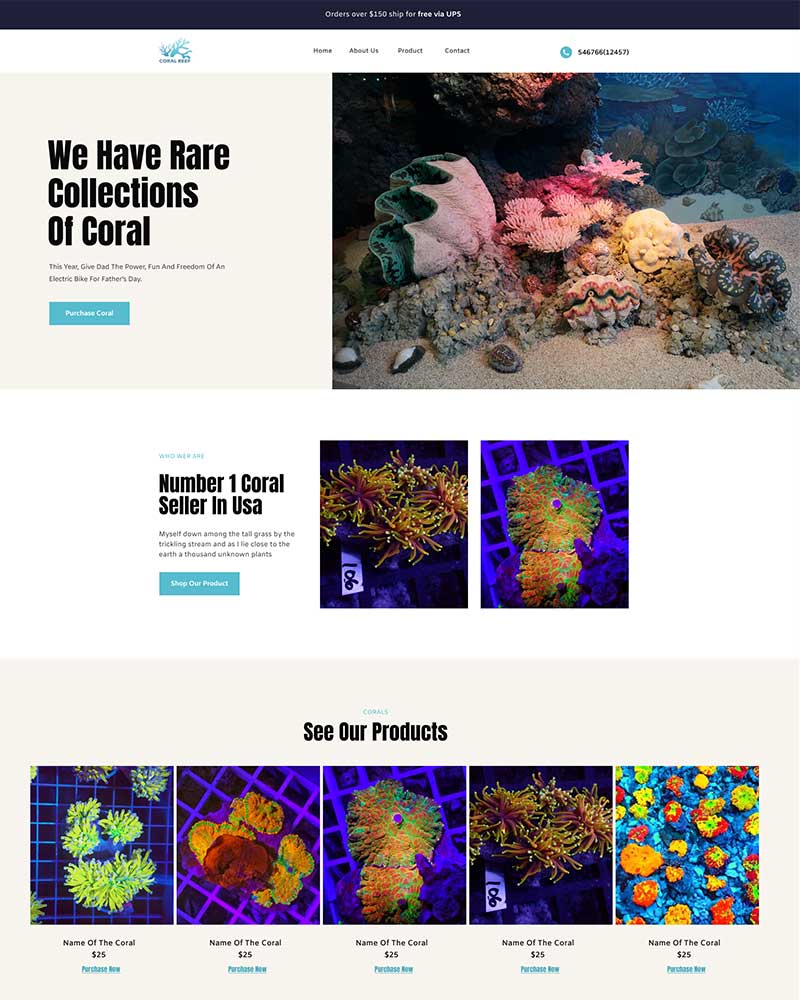 Orders over $150 ship for free via UPS
CORAL REEF
Home About Us Product Contact
546766(12457)
We Have Rare
Collections
Of Coral
This Year, Give Dad The Power, Fun And Freedom Of An
Electric Bike For Father's Day.
Purchase Coral
WHO WER ARE
Number 1 Coral
Seller In Usa
Myself down among the tall grass by the
trickling stream and as I lie close to the
earth a thousand unknown plants
Shop Our Product
106
CORALS
See Our Products
106
Name Of The Coral
$25
Purchase Now
Name Of The Coral
$25
Purchase Now
Name Of The Coral
$25
Purchase Now
Name Of The Coral
$25
Purchase Now
Name Of The Coral
$25
Purchase Now